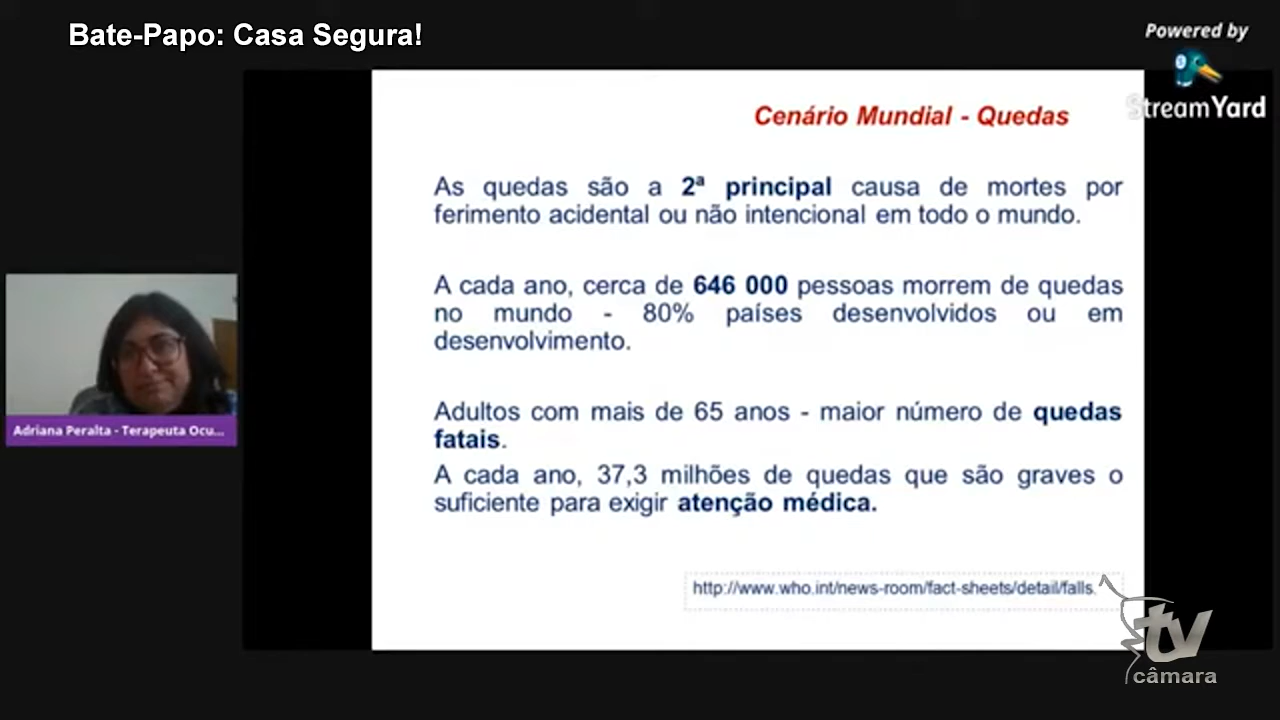 Bate-Papo: Casa Segura!
Powered by
StreamYard
Cenário Mundial - Quedas
As quedas são a 2ª principal causa de mortes por
ferimento acidental ou não intencional em todo o mundo.
A cada ano, cerca de 646 000 pessoas morrem de quedas
no mundo - 80% países desenvolvidos ou em
desenvolvimento.
Adultos com mais de 65 anos - maior número de quedas
fatais.
A cada ano, 37,3 milhões de quedas que são graves o
suficiente para exigir atenção médica.
http://www.who.int/news-room/fact-sheets/detail/falls.
Adriana Peralta - Terapeuta Ocu...
tv
câmara